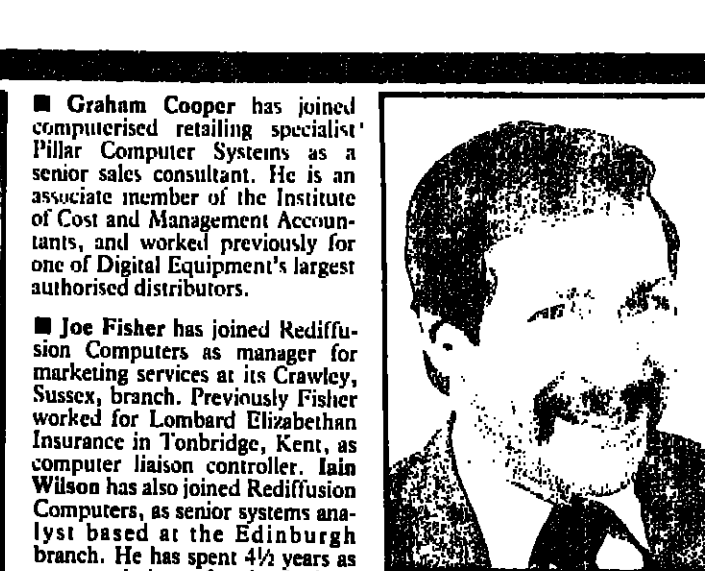 ■ Graham Cooper has joined
computerised retailing specialist
Pillar Computer Systems as a
senior sales consultant. He is an
associate member of the Institute
of Cost and Management Accoun-
tants, and worked previously for
one of Digital Equipment's largest
authorised distributors.
■ Joe Fisher has joined Rediffu-
sion Computers as manager for
marketing services at its Crawley,
Sussex, branch. Previously Fisher
worked for Lombard Elizabethan
Insurance in Tonbridge, Kent, as
computer liaison controller. Iain
Wilson has also joined Rediffusion
Computers, as senior systems ana-
lyst based at the Edinburgh
branch. He has spent 4½ years as